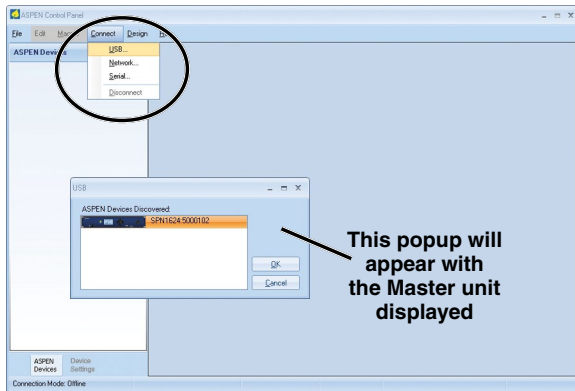 ASPEN Control Panel
File Edit Connect Design
ASPEN Devices
USB...
Network...
Serial...
Disconnect
USB
ASPEN Devices Discovered:
SPN1624:5000102
OK
Cancel
This popup will
appear with
the Master unit
displayed
ASPEN Devices
Device Settings
Connection Mode: Offline